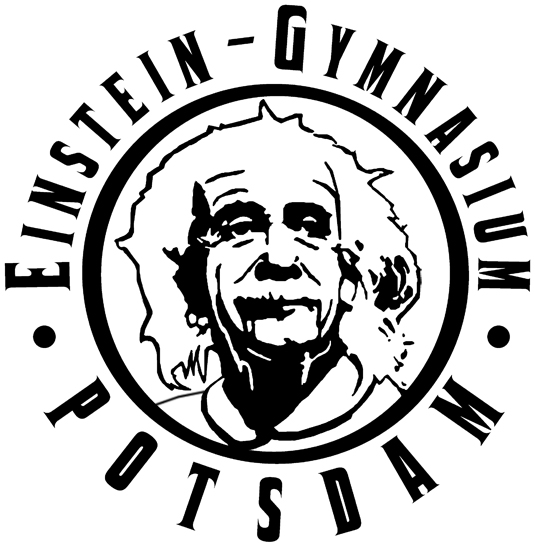 EINSTEIN-GYMNASIUM
• POTSDAM •